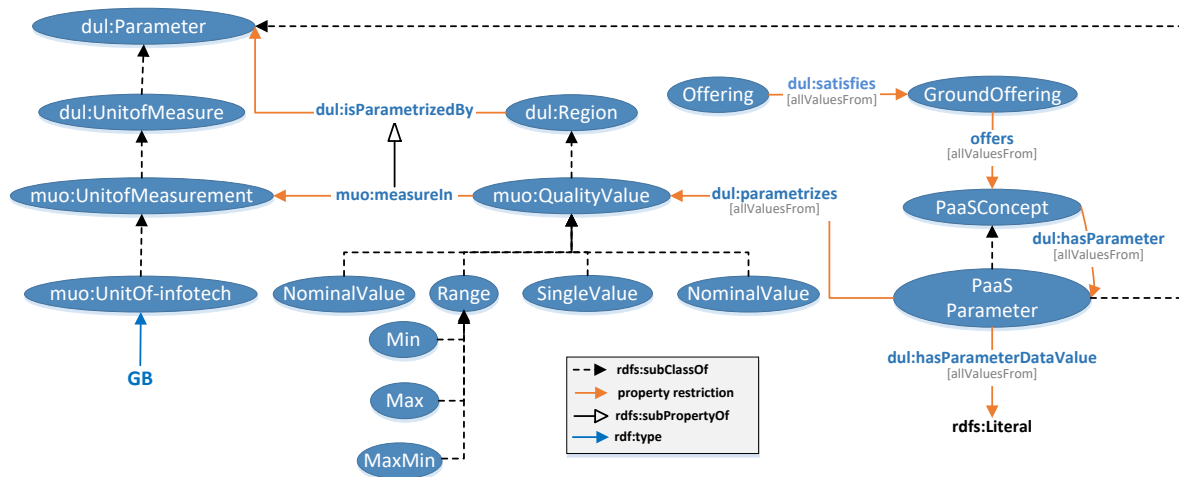 dul:Parameter
dul:satisfies
Offering
[allValuesFrom]
GroundOffering
dul:UnitofMeasure
dul:isParametrizedBy
dul:Region
offers
[allValuesFrom]
muo:UnitofMeasurement
muo:measureIn
muo:QualityValue
dul:parametrizes
[allValuesFrom]
PaaSConcept
dul:hasParameter
[allValuesFrom]
muo:UnitOf-infotech
NominalValue
Range
SingleValue
NominalValue
PaaS
Parameter
Min
dul:hasParameterDataValue
[allValuesFrom]
GB
Max
MaxMin
rdfs:Literal
rdfs:subClassOf
property restriction
rdfs:subPropertyOf
rdf:type